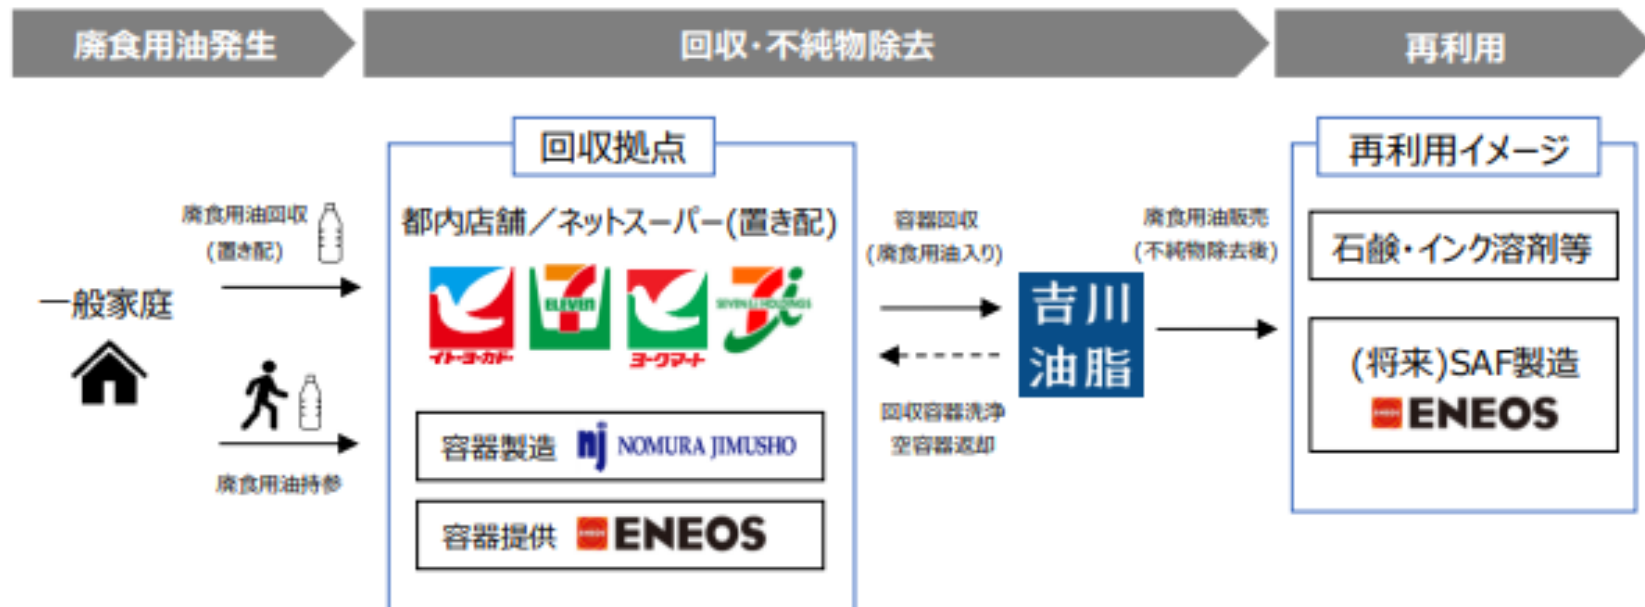 廃食用油発生
回収・不純物除去
再利用
廃食用油回収
(置き配)
一般家庭
廃食用油持参
回収拠点
都内店舗/ネットスーパー(置き配)
イトーヨーカドー
7
ELEVEN
ヨークマート
7i
SEVEN & i HOLDINGS
容器製造 nj NOMURA JIMUSHO
容器提供 ENEOS
容器回収
(廃食用油入り)
回収容器洗浄
空容器返却
吉川
油脂
廃食用油販売
(不純物除去後)
再利用イメージ
石鹸・インク溶剤等
(将来)SAF製造
ENEOS